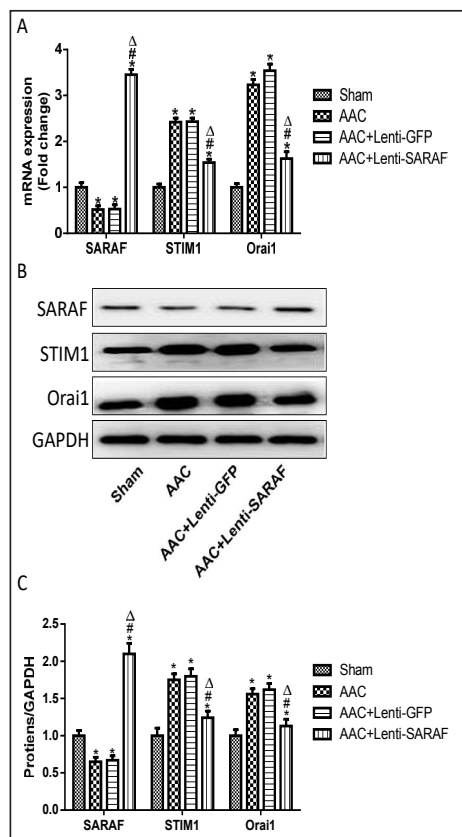 A
mRNA expression
(Fold change)
4
3
2
1
0
Δ
#
*
*
*
*
*
Δ
#
*
*
*
Δ
#
*
SARAF
STIM1
Orai1
Sham
AAC
AAC+Lenti-GFP
AAC+Lenti-SARAF
B
SARAF
STIM1
Orai1
GAPDH
Sham
AAC
AAC+Lenti-GFP
AAC+Lenti-SARAF
C
Protiens/GAPDH
2.5
2.0
1.5
1.0
0.5
0.0
Δ
#
*
*
*
*
*
Δ
#
*
*
*
Δ
#
*
SARAF
STIM1
Orai1
Sham
AAC
AAC+Lenti-GFP
AAC+Lenti-SARAF